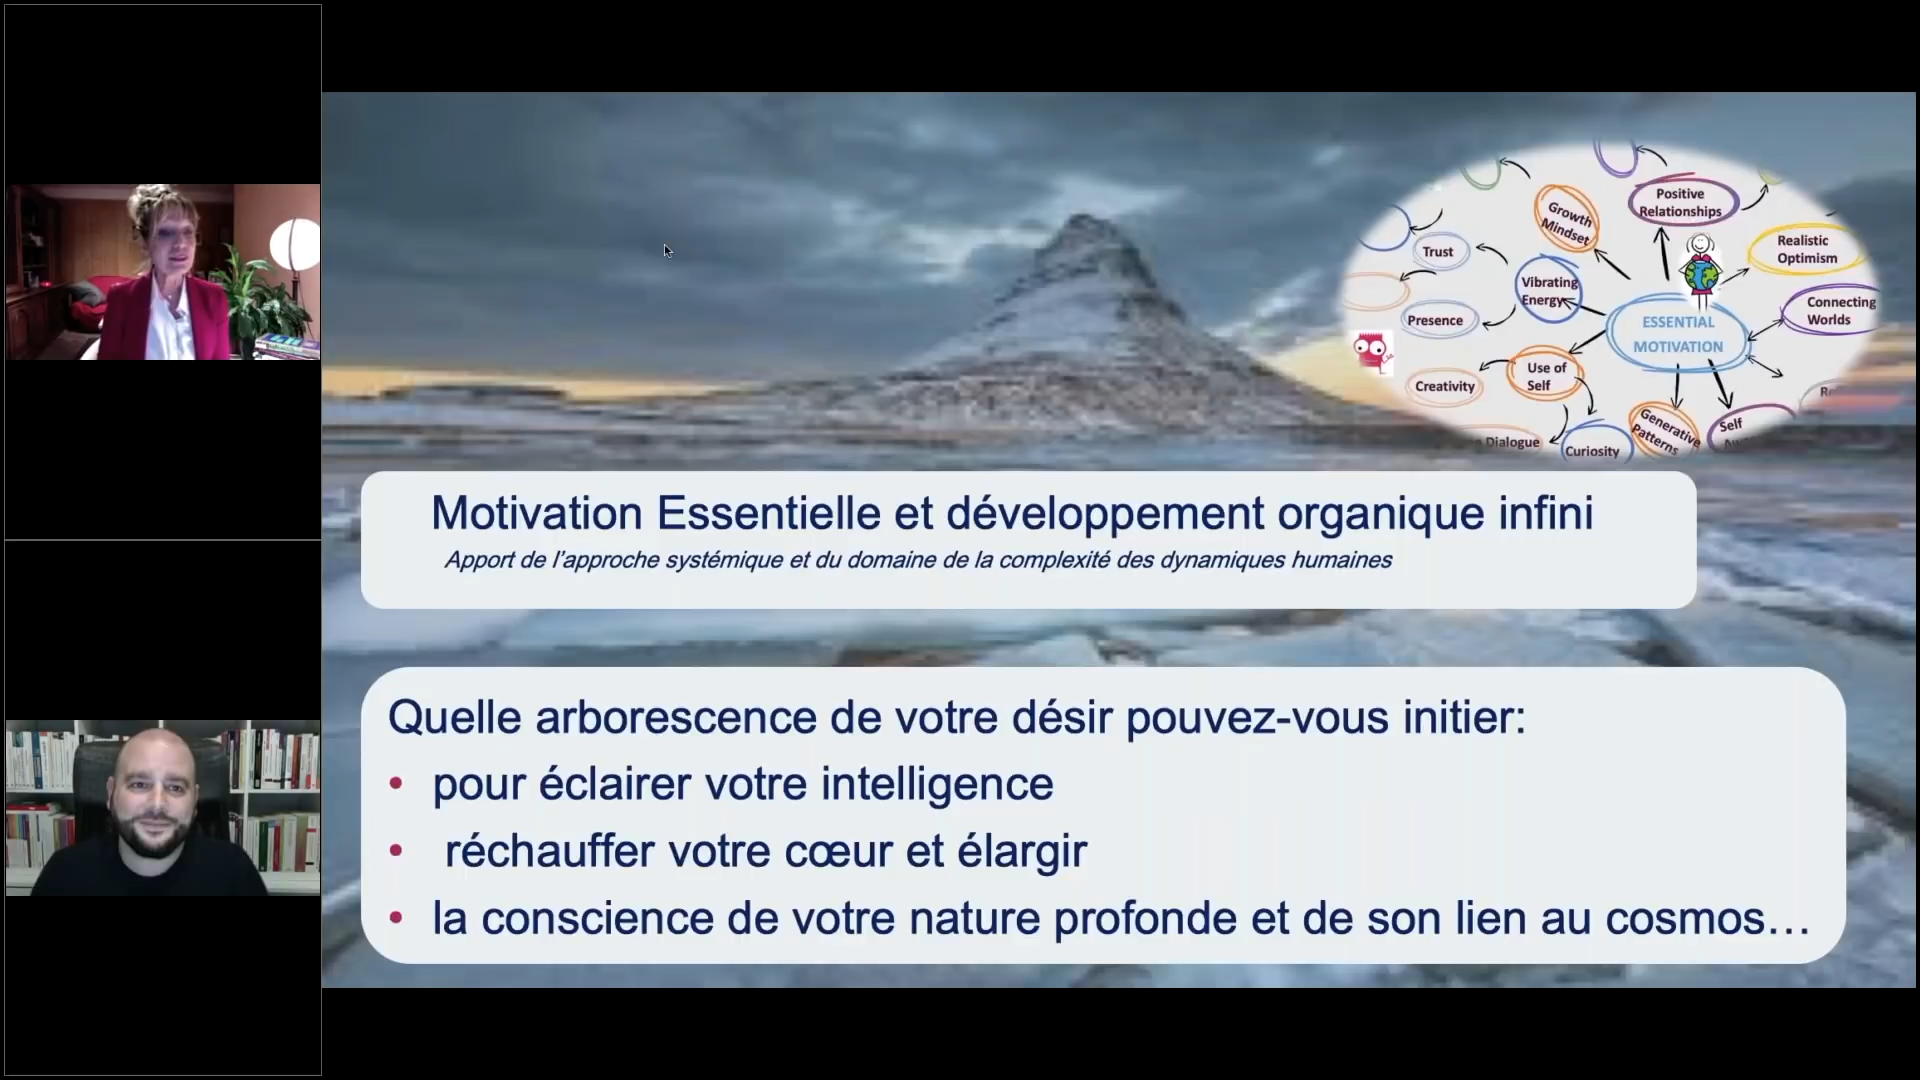 Positive
Relationships
Growth
Mindset
Realistic
Optimism
Trust
Vibrating
Energy
Connecting
Worlds
Presence
ESSENTIAL
MOTIVATION
Use of
Self
Creativity
Generative
Patterns
Self
Dialogue
Curiosity
Motivation Essentielle et développement organique infini
Apport de l'approche systémique et du domaine de la complexité des dynamiques humaines
Quelle arborescence de votre désir pouvez-vous initier:
• pour éclairer votre intelligence
• réchauffer votre cœur et élargir
• la conscience de votre nature profonde et de son lien au cosmos…